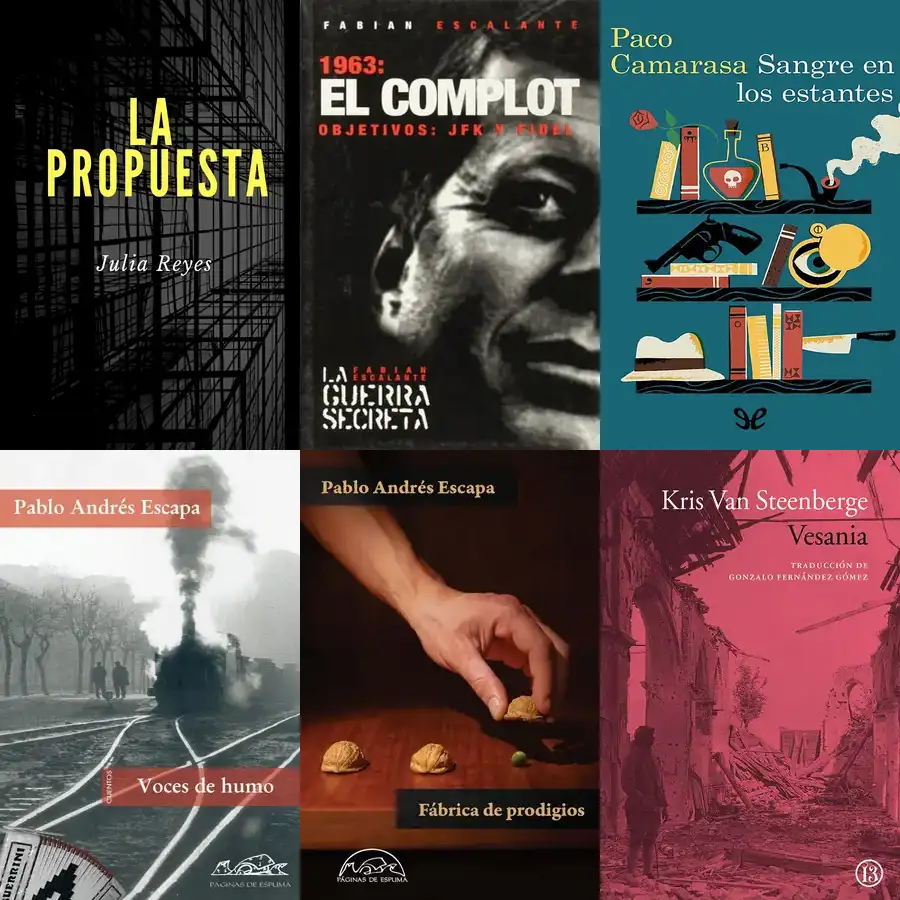 LA
PROPUESTA
Julia Reyes
FABIAN ESCALANTE
1963:
EL COMPLOT
OBJETIVOS: JFK Y FIDEL
LA FABIAN
ESCALANTE
GUERRA
SECRETA
Paco
Camarasa Sangre en
los estantes
B
Pablo Andrés Escapa
CUENTOS
Voces de humo
GUERRINI
PÁGINAS DE ESPUMA
Pablo Andrés Escapa
Fábrica de prodigios
PÁGINAS DE ESPUMA
Kris Van Steenberge
Vesania
TRADUCCIÓN DE
GONZALO FERNÁNDEZ GÓMEZ
13